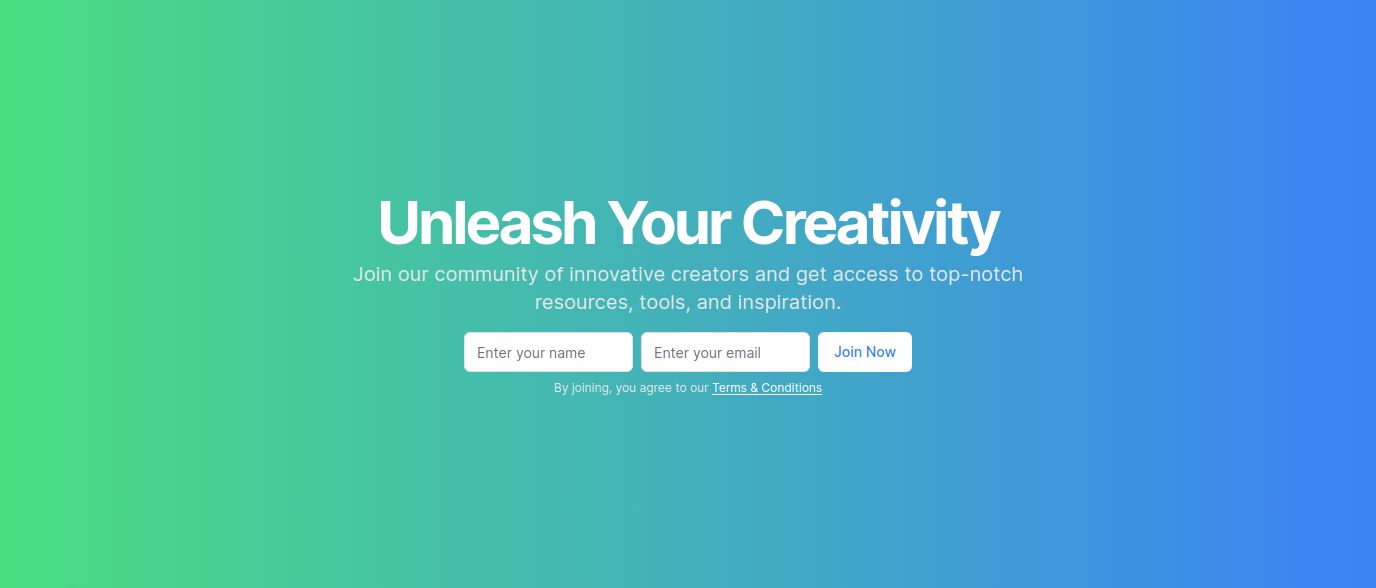 Unleash Your Creativity
Join our community of innovative creators and get access to top-notch
resources, tools, and inspiration.
Enter your name
Enter your email
Join Now
By joining, you agree to our Terms & Conditions